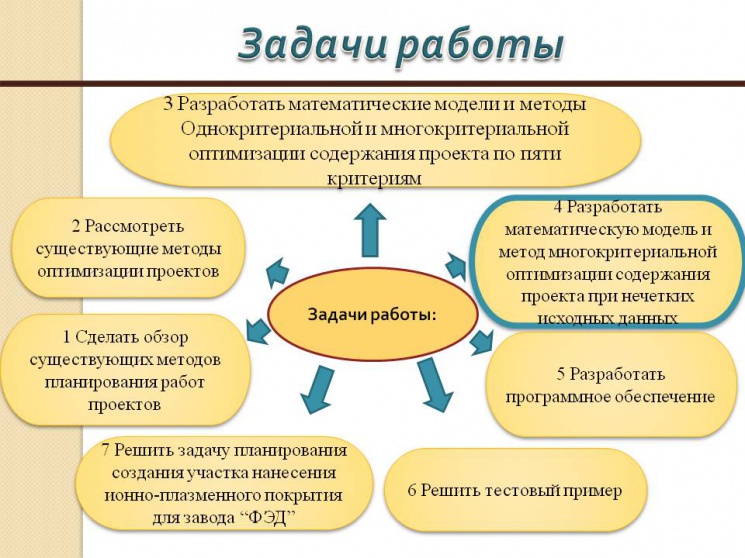 Задачи работы
3 Разработать математические модели и методы
Однокритериальной и многокритериальной
оптимизации содержания проекта по пяти
критериям
2 Рассмотреть
существующие методы
оптимизации проектов
4 Разработать
математическую модель и
метод многокритериальной
оптимизации содержания
проекта при нечетких
исходных данных
Задачи работы:
1 Сделать обзор
существующих методов
планирования работ
проектов
5 Разработать
программное обеспечение
7 Решить задачу планирования
создания участка нанесения
ионно-плазменного покрытия
для завода “ФЭД”
6 Решить тестовый пример